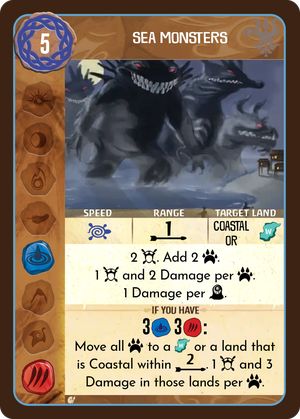 5
SEA MONSTERS
SPEED
RANGE
TARGET LAND
1
COASTAL
OR W
2 . Add 2 .
1 and 2 Damage per .
1 Damage per .
IF YOU HAVE
3 3 :
Move all to a W or a land that
is Coastal within 2. 1 and 3
Damage in those lands per .